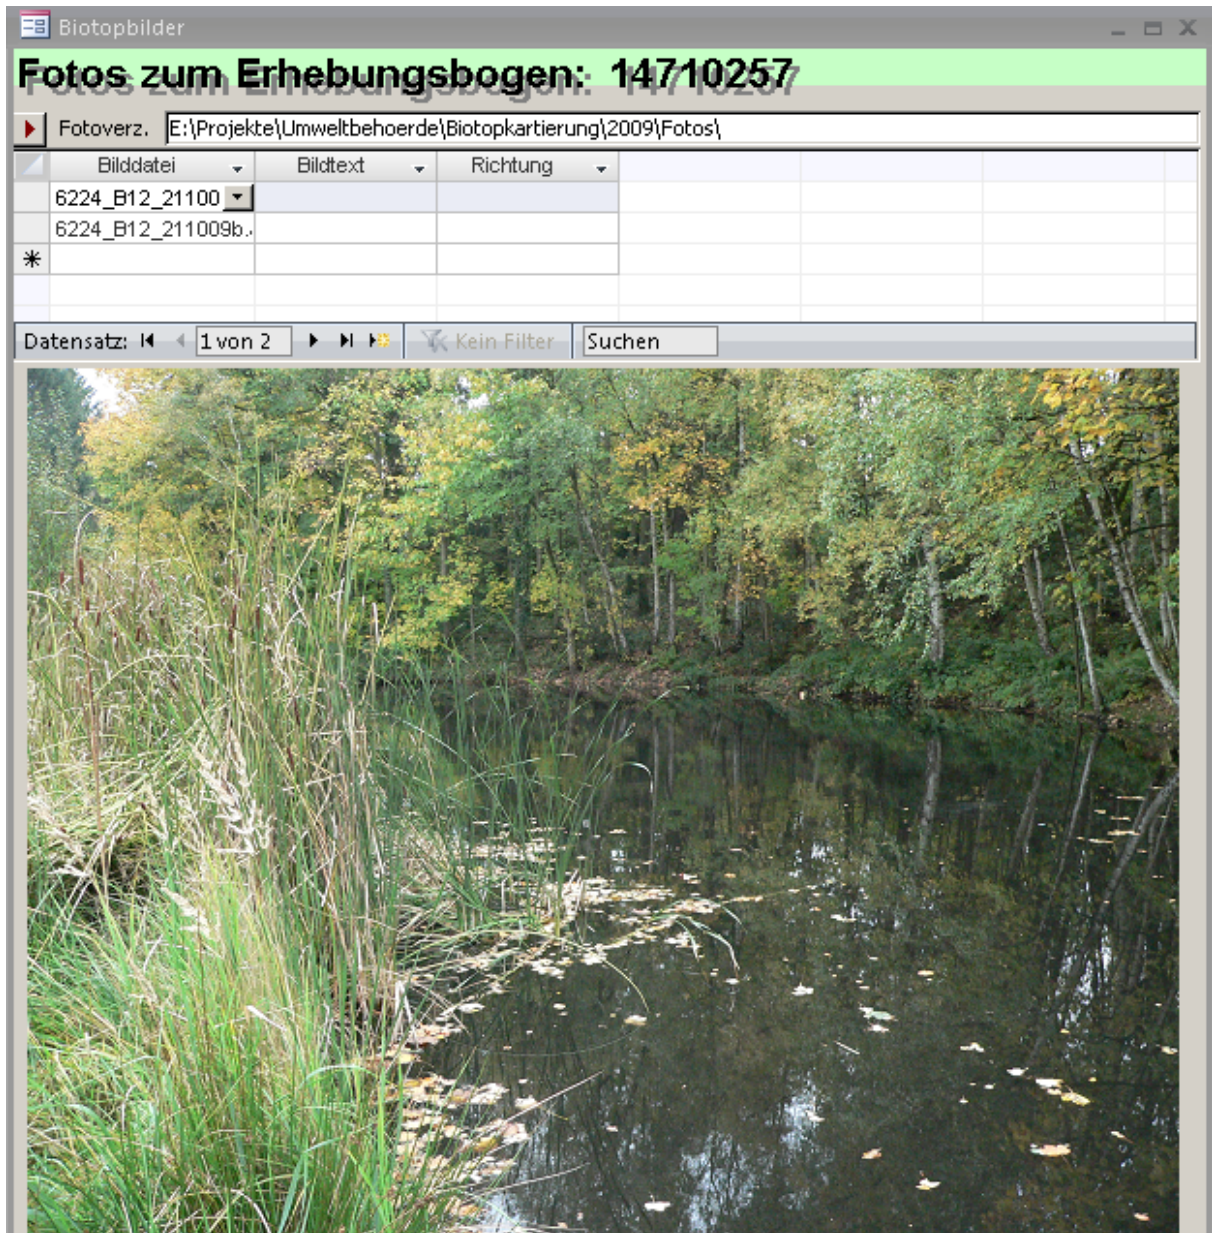 Biotopbilder
Fotos zum Erhebungsbogen: 14710257
Fotoverz. E:\Projekte\Umweltbehoerde\Biotopkartierung\2009\Fotos\
Bilddatei Bildtext Richtung
6224_B12_21100
6224_B12_211009b.
Datensatz: 1 von 2 Kein Filter Suchen